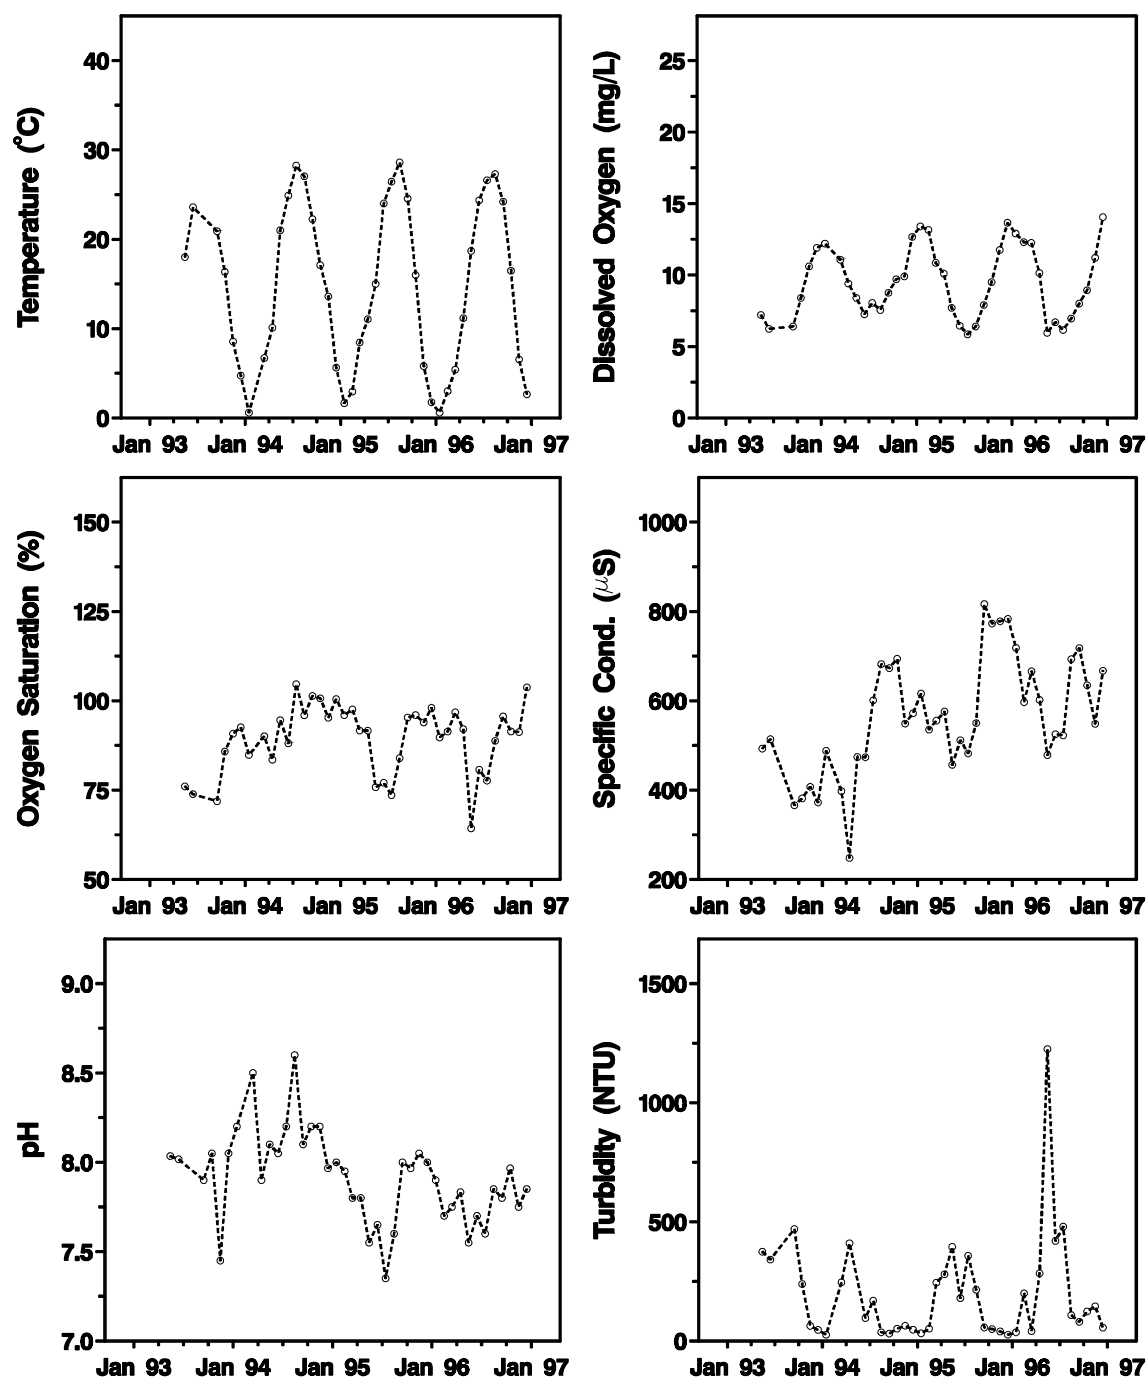 Temperature (°C)
40
30
20
10
0
Jan 93 Jan 94 Jan 95 Jan 96 Jan 97
Dissolved Oxygen (mg/L)
25
20
15
10
5
0
Jan 93 Jan 94 Jan 95 Jan 96 Jan 97
Oxygen Saturation (%)
150
125
100
75
50
Jan 93 Jan 94 Jan 95 Jan 96 Jan 97
Specific Cond. (μS)
1000
800
600
400
200
Jan 93 Jan 94 Jan 95 Jan 96 Jan 97
pH
9.0
8.5
8.0
7.5
7.0
Jan 93 Jan 94 Jan 95 Jan 96 Jan 97
Turbidity (NTU)
1500
1000
500
0
Jan 93 Jan 94 Jan 95 Jan 96 Jan 97